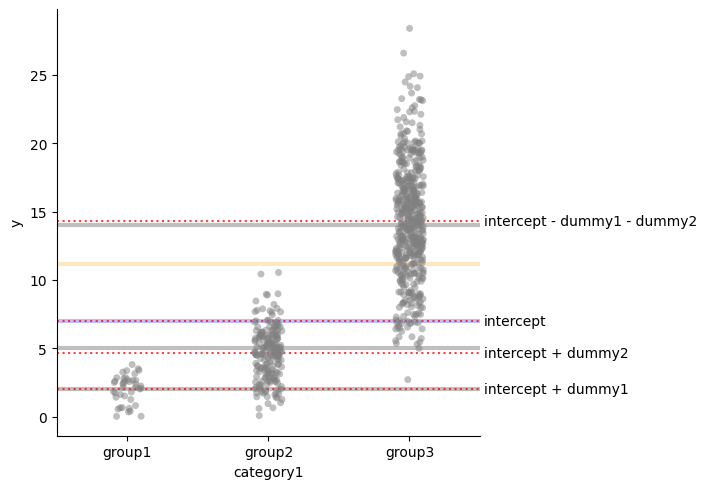 25
20
15
10
5
0
y
intercept - dummy1 - dummy2
intercept
intercept + dummy2
intercept + dummy1
group1
group2
group3
category1